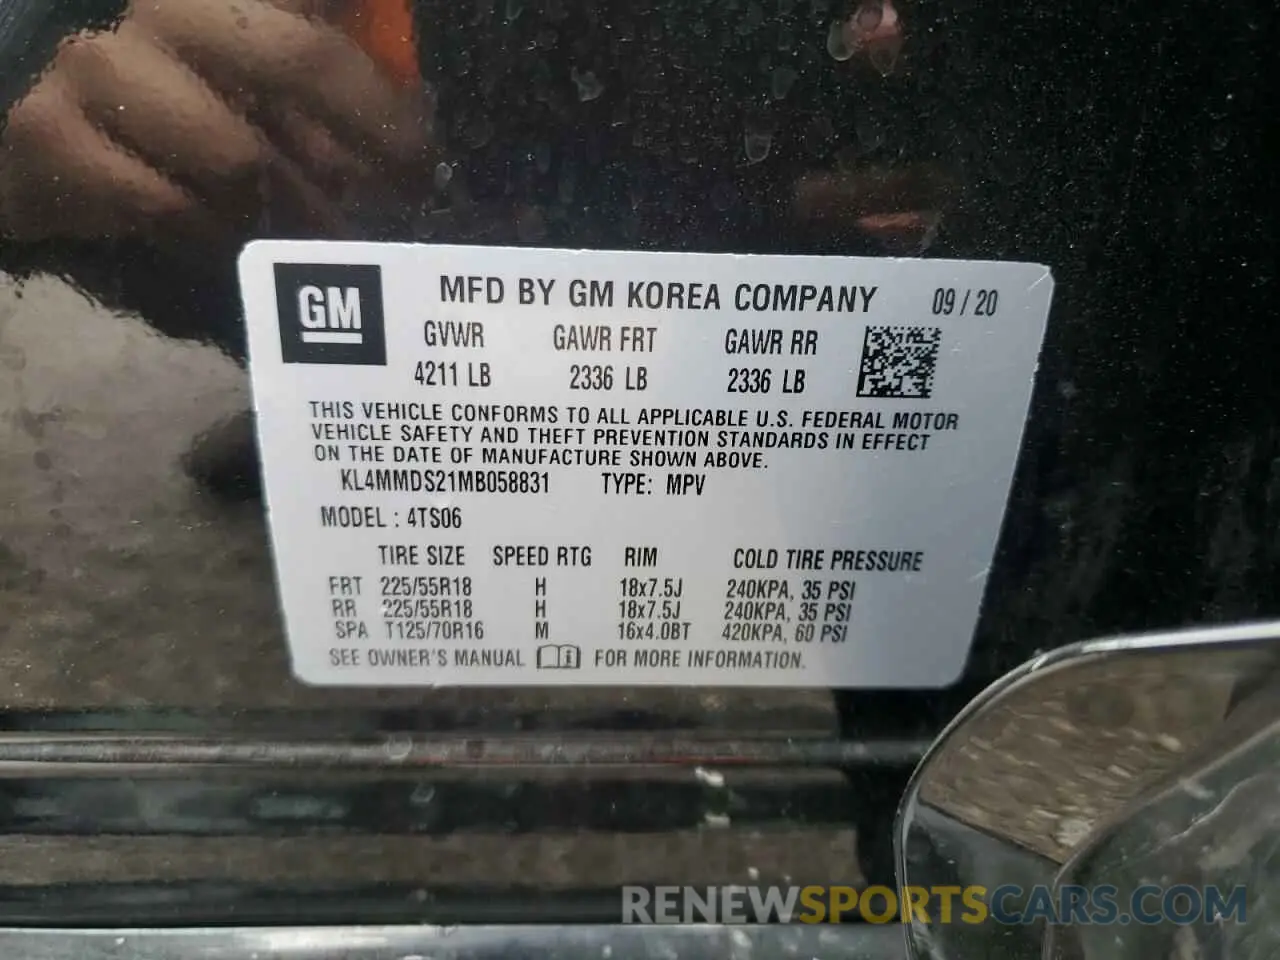 GM
MFD BY GM KOREA COMPANY 09 / 20
GVWR GAWR FRT GAWR RR
4211 LB 2336 LB 2336 LB
THIS VEHICLE CONFORMS TO ALL APPLICABLE U.S. FEDERAL MOTOR
VEHICLE SAFETY AND THEFT PREVENTION STANDARDS IN EFFECT
ON THE DATE OF MANUFACTURE SHOWN ABOVE.
KL4MMDS21MB058831 TYPE: MPV
MODEL : 4TS06
TIRE SIZE SPEED RTG RIM COLD TIRE PRESSURE
FRT 225/55R18 H 18x7.5J 240KPA, 35 PSI
RR 225/55R18 H 18x7.5J 240KPA, 35 PSI
SPA T125/70R16 M 16x4.0BT 420KPA, 60 PSI
SEE OWNER'S MANUAL FOR MORE INFORMATION.
RENEWSPORTSCARS.COM